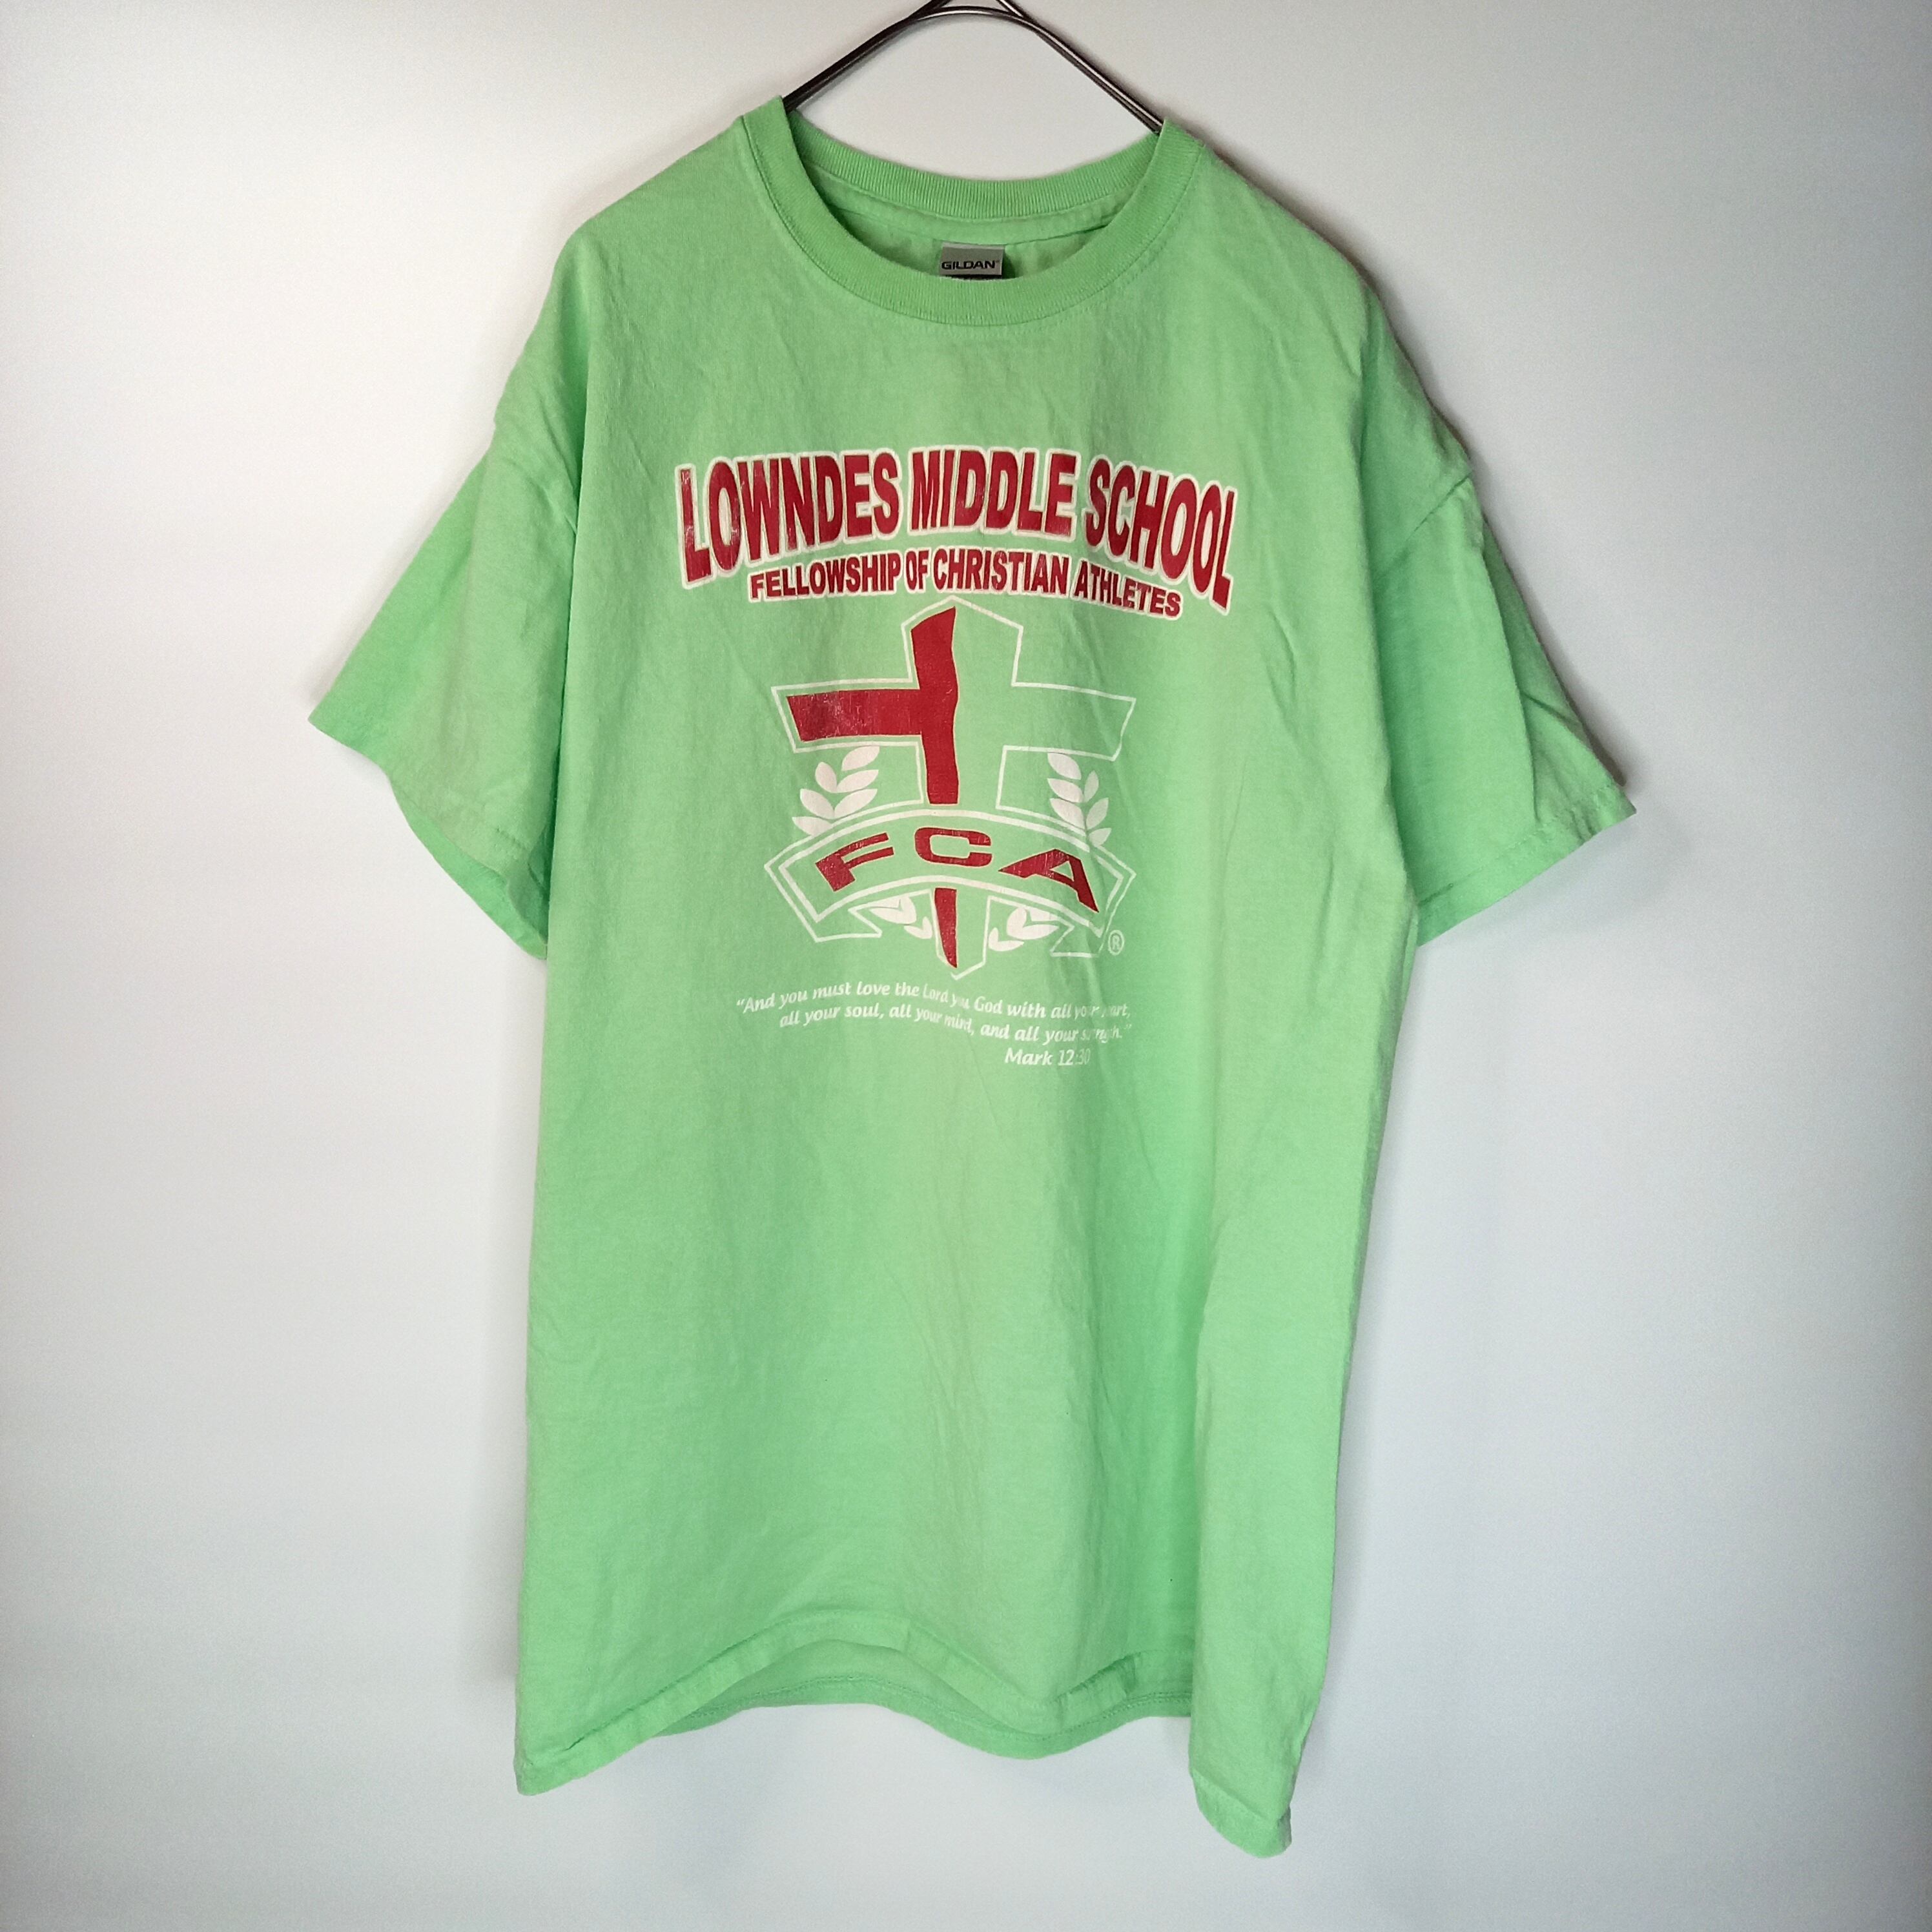 GILDAN
LOWNDES MIDDLE SCHOOL
FELLOWSHIP OF CHRISTIAN ATHLETES
FCA
®
“And you must love the Lord you God with all your
all your soul, all your mind, and all your
Mark 12:30